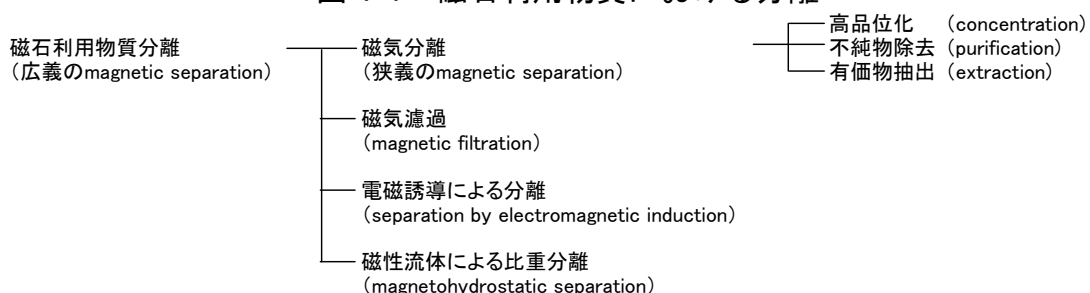 磁石利用物質分離
(広義のmagnetic separation)
磁気分離
(狭義のmagnetic separation)
高品位化 (concentration)
不純物除去 (purification)
有価物抽出 (extraction)
磁気濾過
(magnetic filtration)
電磁誘導による分離
(separation by electromagnetic induction)
磁性流体による比重分離
(magnetohydrostatic separation)